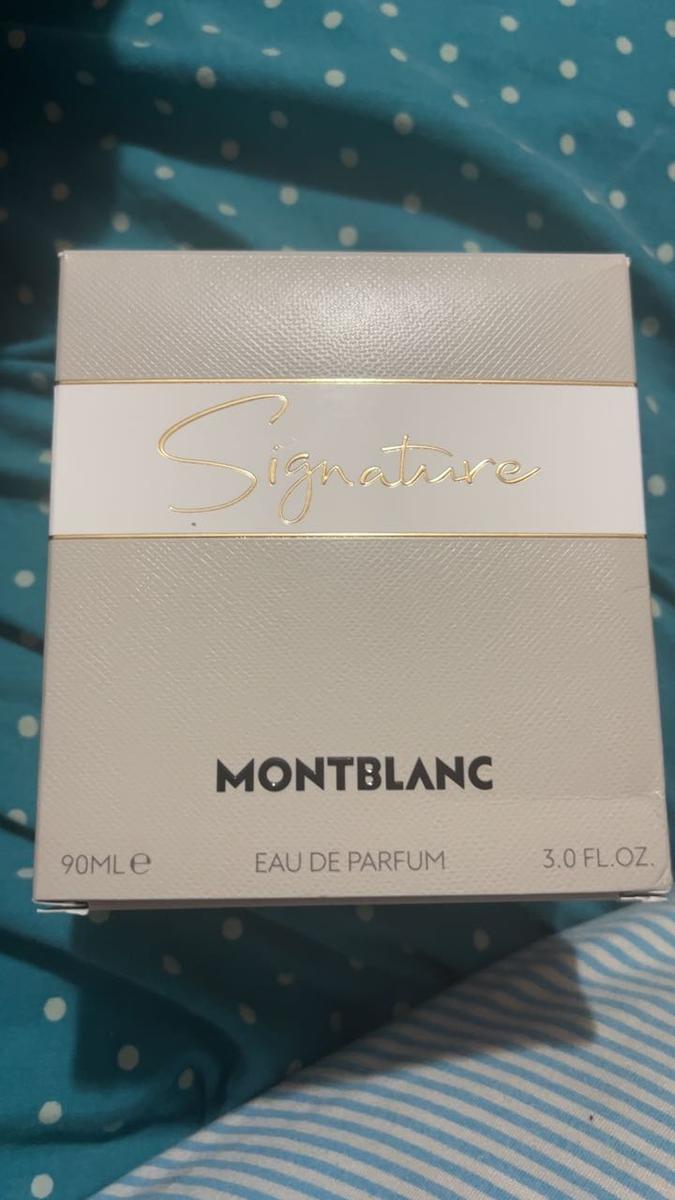 Signature
MONTBLANC
90ML ℮ EAU DE PARFUM 3.0 FL.OZ.